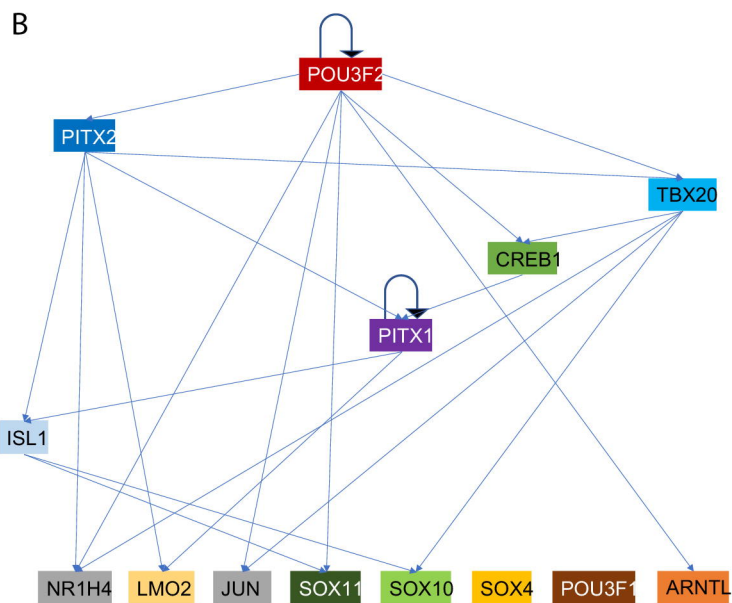 B
POU3F2
PITX2
TBX20
CREB1
PITX1
ISL1
NR1H4 LMO2 JUN SOX11 SOX10 SOX4 POU3F1 ARNTL